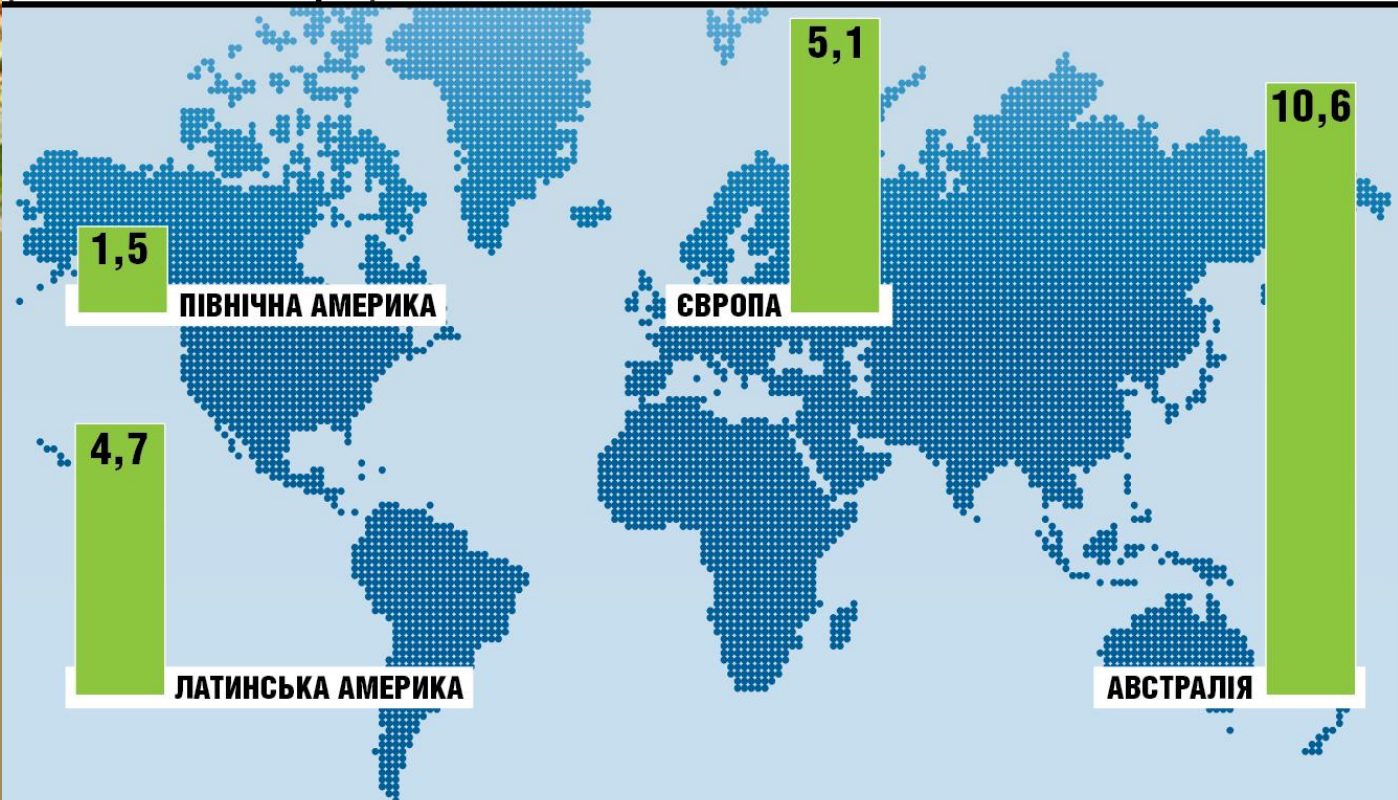 5,1
10,6
1,5
ПІВНІЧНА АМЕРИКА
ЄВРОПА
4,7
ЛАТИНСЬКА АМЕРИКА
АВСТРАЛІЯ